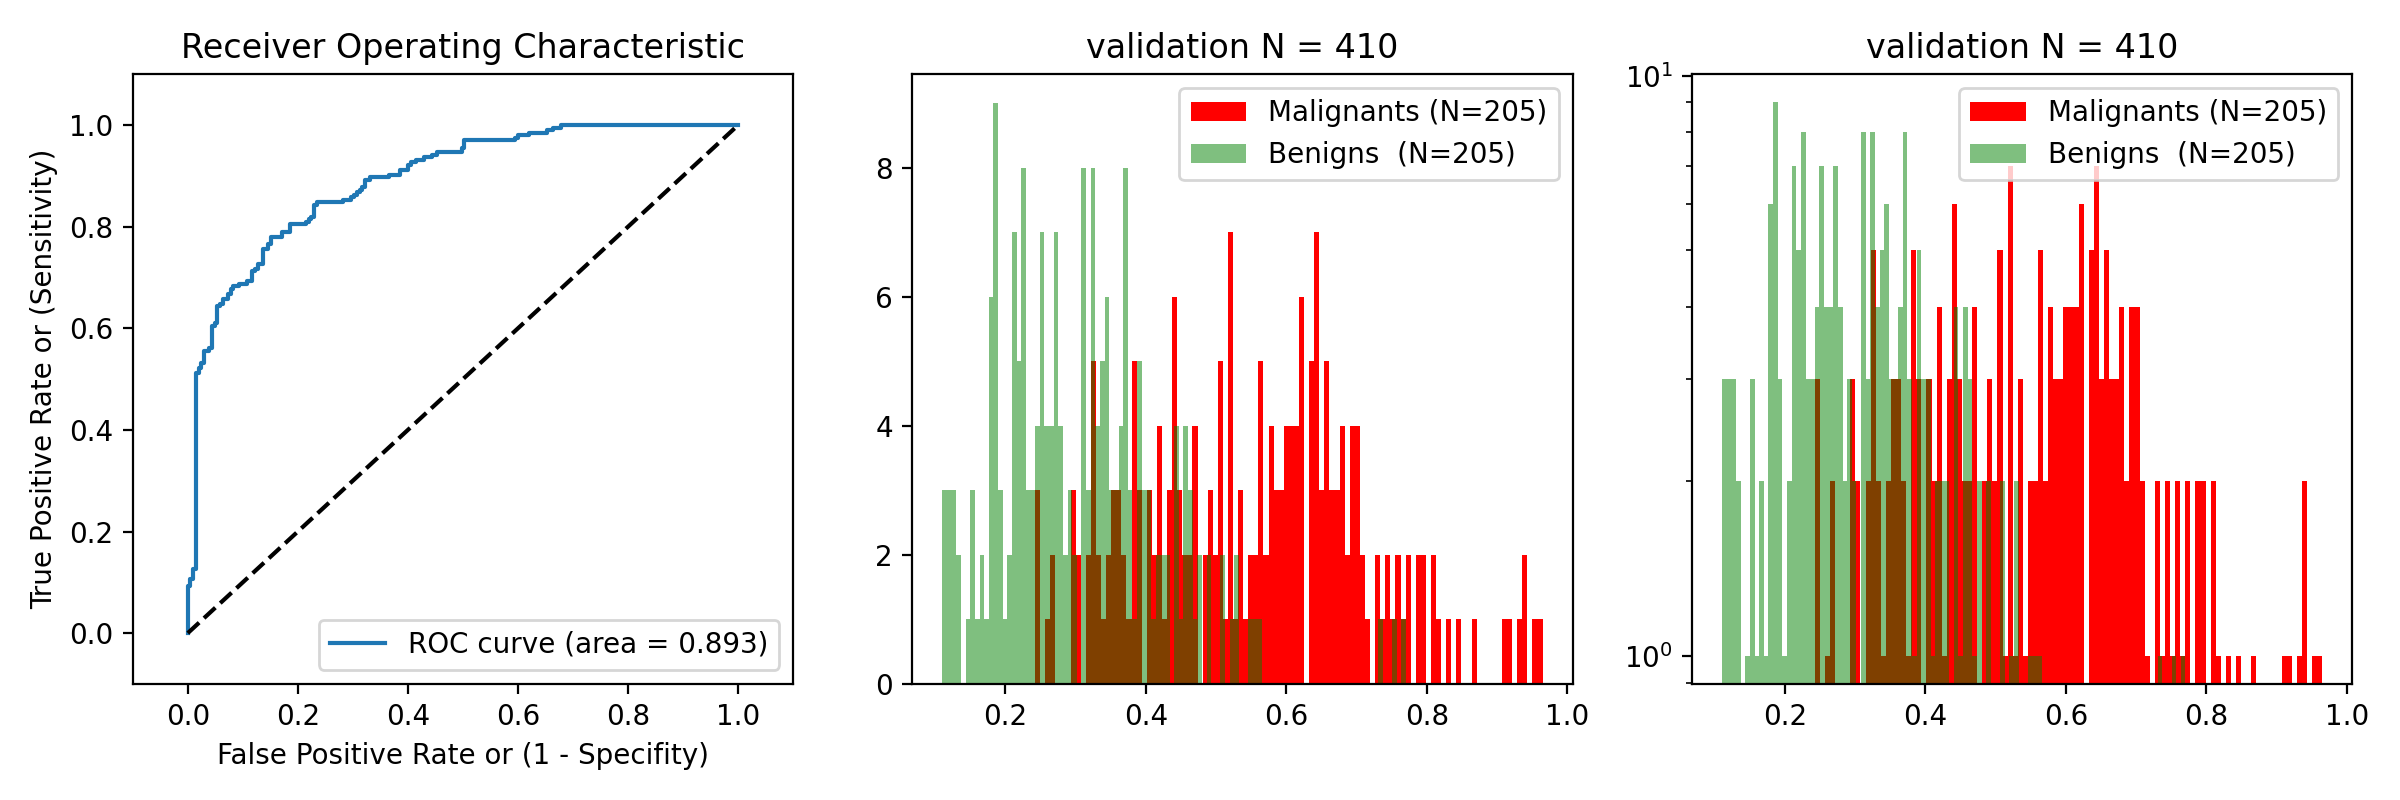 Receiver Operating Characteristic
True Positive Rate or (Sensitivity)
1.0
0.8
0.6
0.4
0.2
0.0
ROC curve (area = 0.893)
0.0 0.2 0.4 0.6 0.8 1.0
False Positive Rate or (1 - Specifity)
validation N = 410
Malignants (N=205)
Benigns (N=205)
8
6
4
2
0
0.2 0.4 0.6 0.8 1.0
validation N = 410
10¹
Malignants (N=205)
Benigns (N=205)
10⁰
0.2 0.4 0.6 0.8 1.0